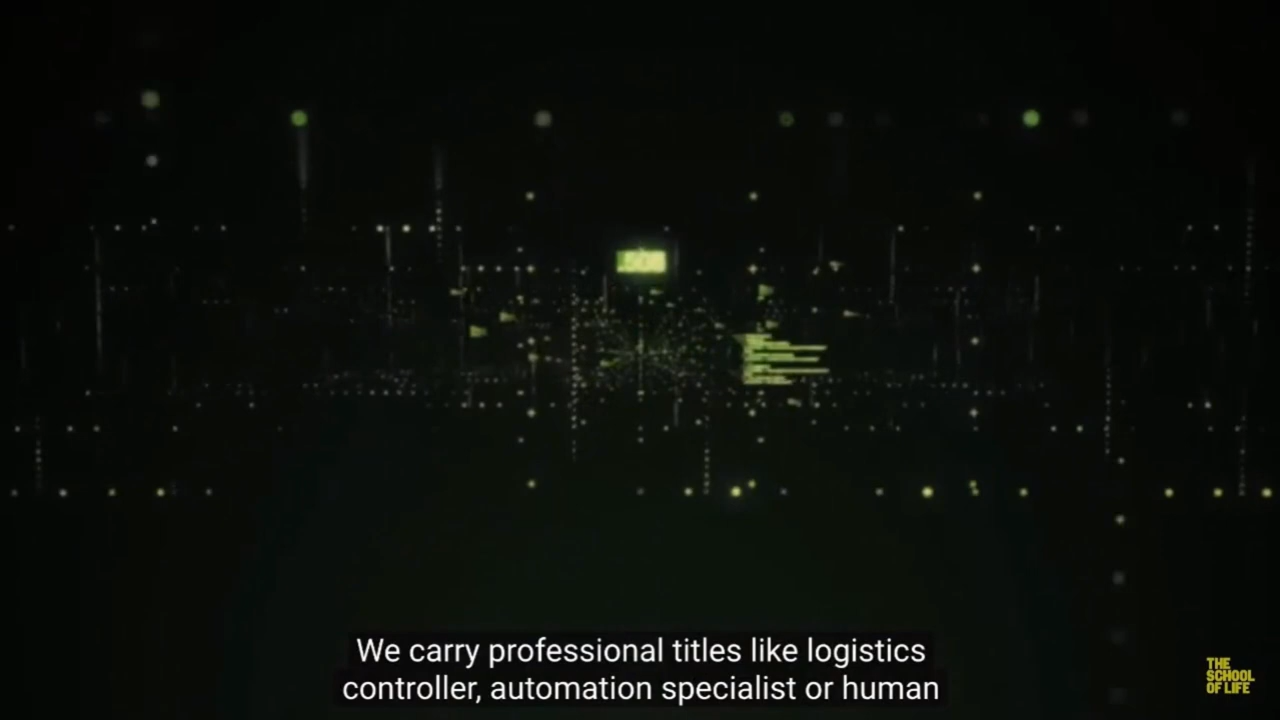 We carry professional titles like logistics
controller, automation specialist or human
THE
SCHOOL
OF LIFE